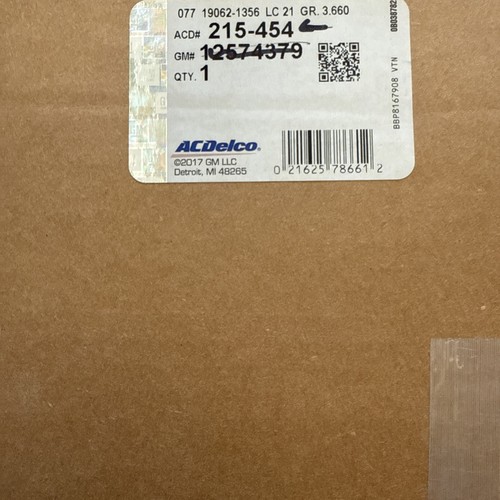 077 19062-1356 LC 21 GR. 3.660
ACD# 215-454
GM# 12574379
QTY. 1
ACDelco.
©2017 GM LLC
Detroit, MI 48265
0 21625 78661 2
BBP8167908 VTN